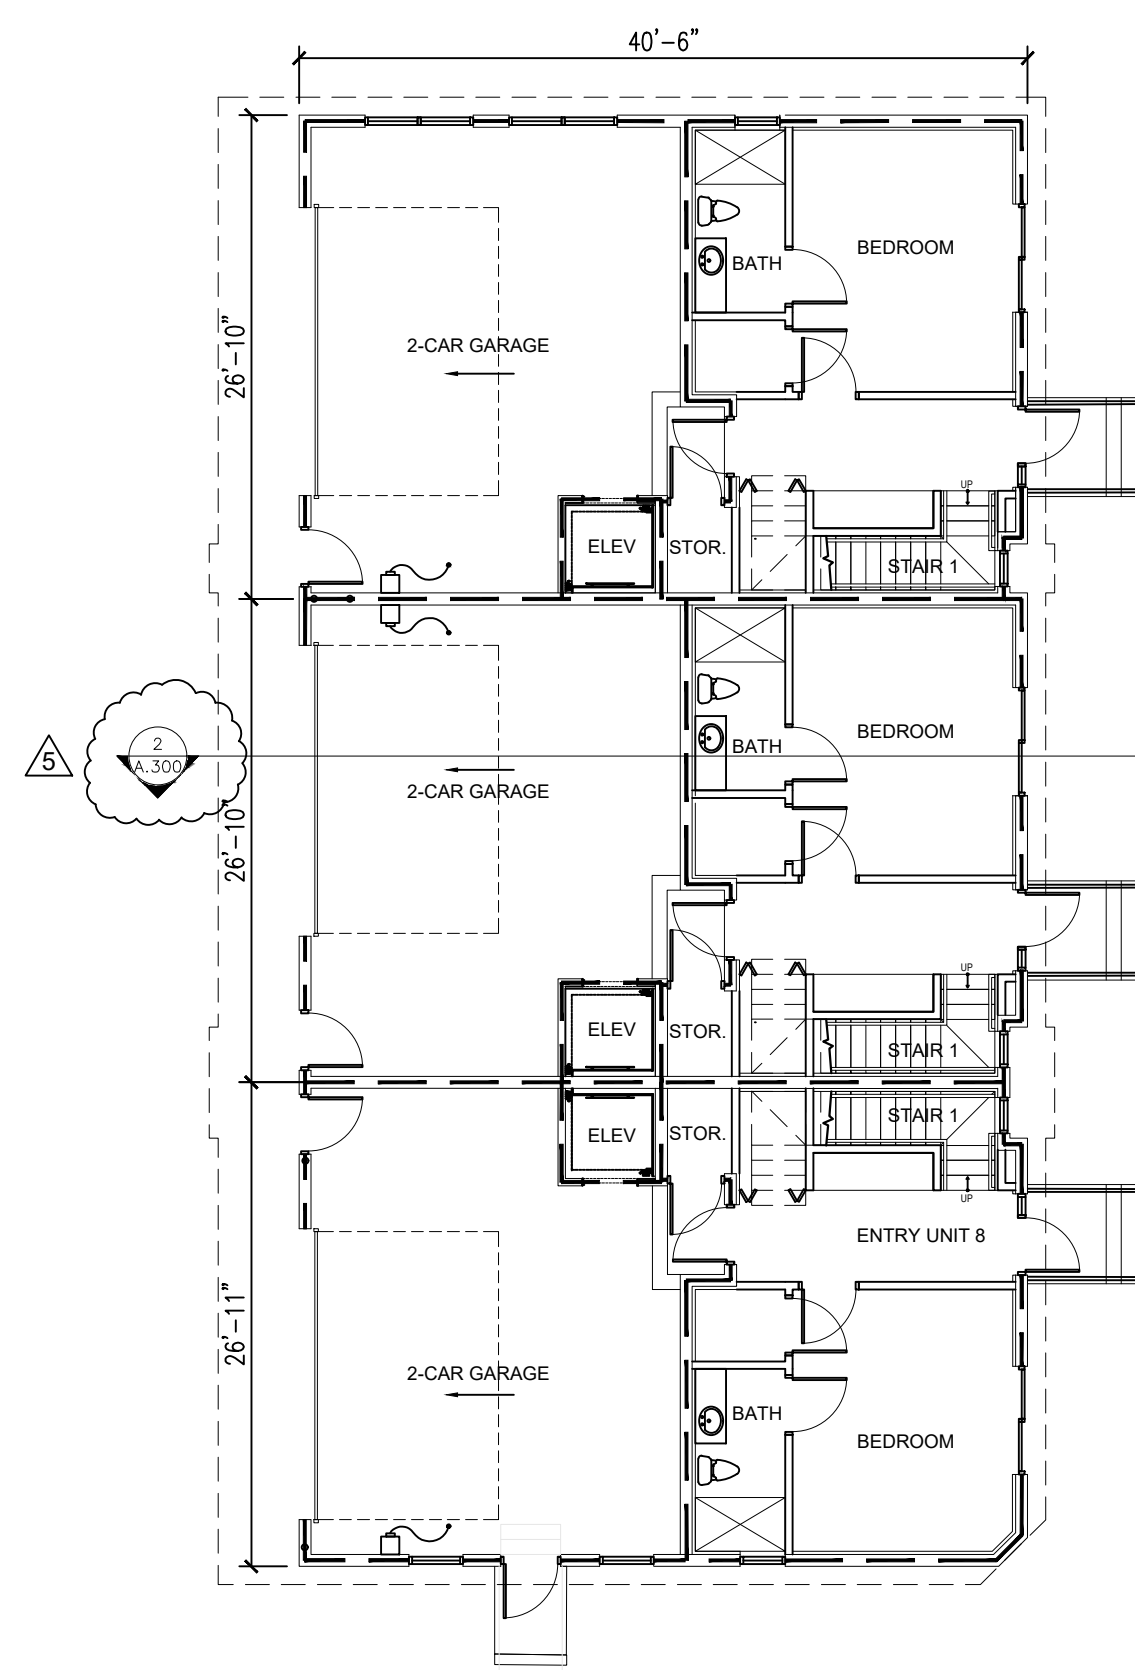 40'-6"
BEDROOM
BATH
26'-10"
2-CAR GARAGE
UP
ELEV
STOR.
STAIR 1
BEDROOM
2
BATH
5
A.300
2-CAR GARAGE
26'-10'
UP
ELEV
STOR.
STAIR 1
STAIR 1
ELEV
STOR.
UP
ENTRY UNIT 8
26'-11"
2-CAR GARAGE
BATH
BEDROOM